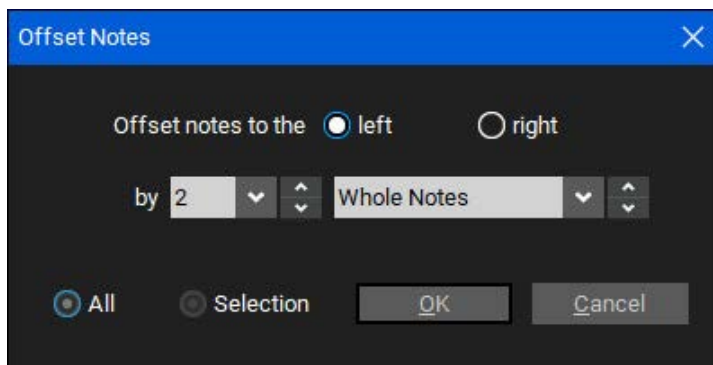 Offset Notes
Offset notes to the left right
by 2 Whole Notes
All Selection OK Cancel